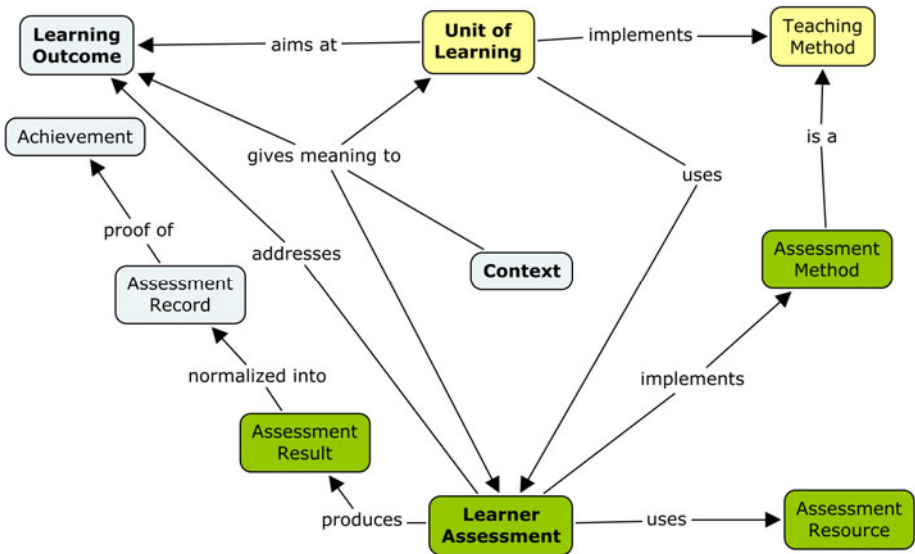 Learning
Outcome
aims at
Unit of
Learning
implements
Teaching
Method
Achievement
gives meaning to
is a
uses
proof of
addresses
Context
Assessment
Method
Assessment
Record
normalized into
implements
Assessment
Result
produces
Learner
Assessment
uses
Assessment
Resource